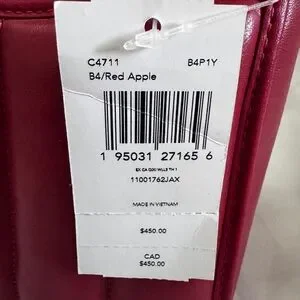 C4711 B4P1Y
B4/Red Apple
1 95031 27165 6
11001762JAX
MADE IN VIETNAM
$450.00
CAD
$450.00